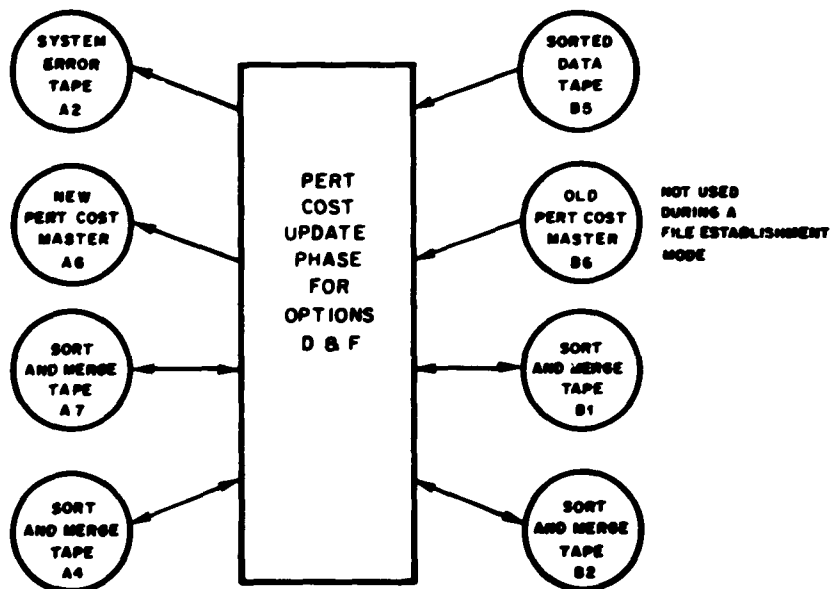 SYSTEM
ERROR
TAPE
A2
NEW
PERT COST
MASTER
A6
SORT
AND MERGE
TAPE
A7
SORT
AND MERGE
TAPE
A4
PERT
COST
UPDATE
PHASE
FOR
OPTIONS
D & F
SORTED
DATA
TAPE
B5
OLD
PERT COST
MASTER
B6
NOT USED
DURING A
FILE ESTABLISHMENT
MODE
SORT
AND MERGE
TAPE
B1
SORT
AND MERGE
TAPE
B2